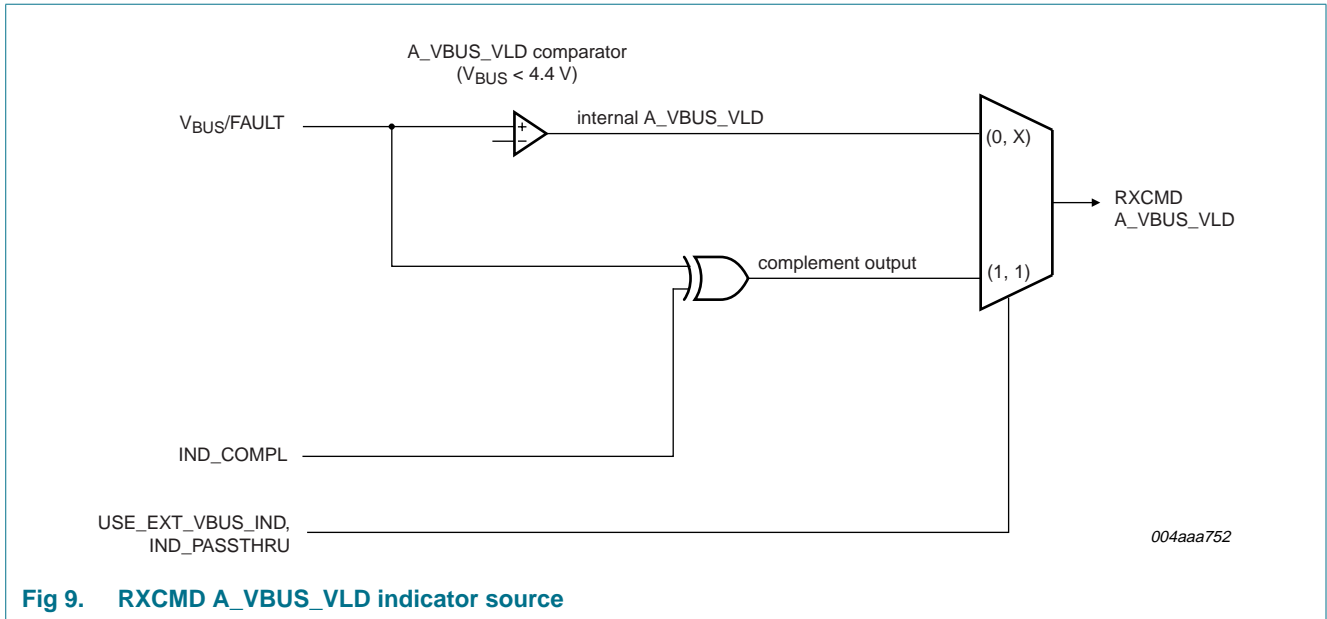 A_VBUS_VLD comparator
(VBUS < 4.4 V)
VBUS/FAULT
+
−
internal A_VBUS_VLD
(0, X)
RXCMD
A_VBUS_VLD
complement output
(1, 1)
IND_COMPL
USE_EXT_VBUS_IND,
IND_PASSTHRU
004aaa752
Fig 9. RXCMD A_VBUS_VLD indicator source